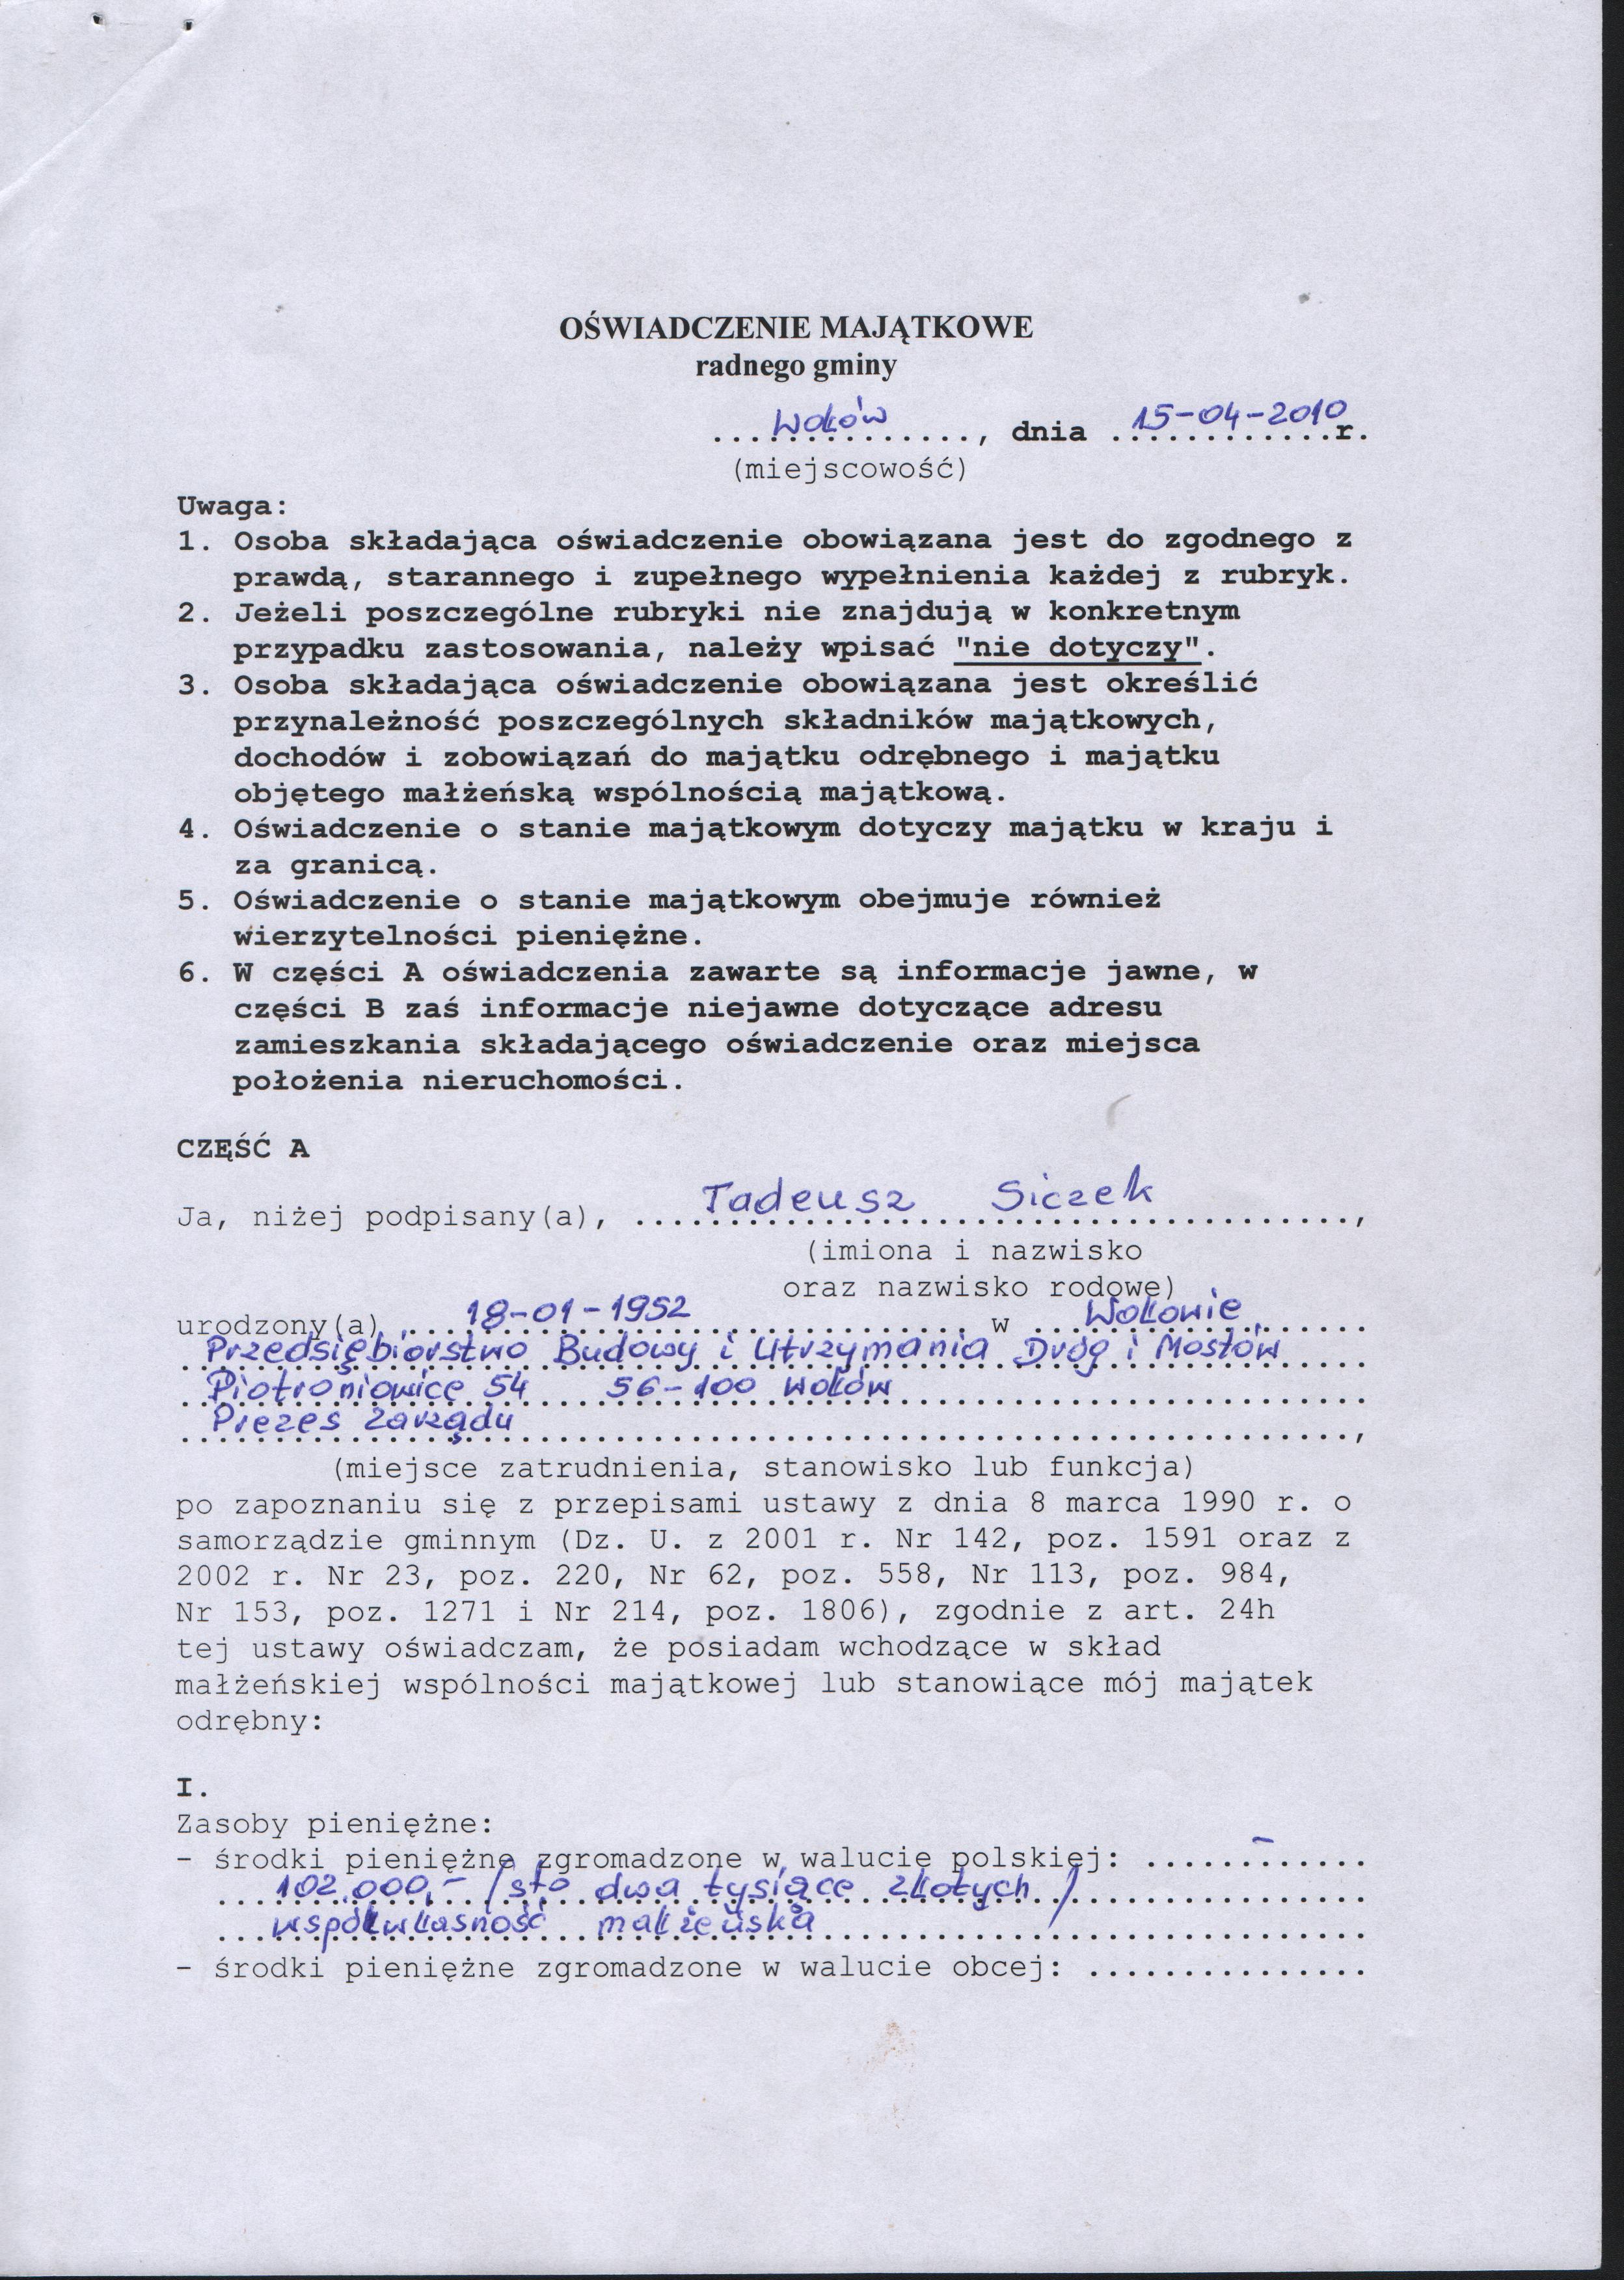 OŚWIADCZENIE MAJĄTKOWE
radnego gminy
...Wołów..., dnia .15-04-2010.r.
(miejscowość)
Uwaga:
1. Osoba składająca oświadczenie obowiązana jest do zgodnego z
prawdą, starannego i zupełnego wypełnienia każdej z rubryk.
2. Jeżeli poszczególne rubryki nie znajdują w konkretnym
przypadku zastosowania, należy wpisać "nie dotyczy".
3. Osoba składająca oświadczenie obowiązana jest określić
przynależność poszczególnych składników majątkowych,
dochodów i zobowiązań do majątku odrębnego i majątku
objętego małżeńską wspólnością majątkową.
4. Oświadczenie o stanie majątkowym dotyczy majątku w kraju i
za granicą.
5. Oświadczenie o stanie majątkowym obejmuje również
wierzytelności pieniężne.
6. W części A oświadczenia zawarte są informacje jawne, w
części B zaś informacje niejawne dotyczące adresu
zamieszkania składającego oświadczenie oraz miejsca
położenia nieruchomości.
CZĘŚĆ A
Ja, niżej podpisany(a), ...Tadeusz Siczek...,
(imiona i nazwisko
oraz nazwisko rodowe)
urodzony(a) ...18-01-1952... w ...Wołowie...
Przedsiębiorstwo Budowy i Utrzymania Dróg i Mostów
Piotroniowice 54 56-100 Wołów
Prezes Zarządu...,
(miejsce zatrudnienia, stanowisko lub funkcja)
po zapoznaniu się z przepisami ustawy z dnia 8 marca 1990 r. o
samorządzie gminnym (Dz. U. z 2001 r. Nr 142, poz. 1591 oraz z
2002 r. Nr 23, poz. 220, Nr 62, poz. 558, Nr 113, poz. 984,
Nr 153, poz. 1271 i Nr 214, poz. 1806), zgodnie z art. 24h
tej ustawy oświadczam, że posiadam wchodzące w skład
małżeńskiej wspólności majątkowej lub stanowiące mój majątek
odrębny:
I.
Zasoby pieniężne:
- środki pieniężne zgromadzone w walucie polskiej: ...-...
102.000,- /sto dwa tysiące złotych/
współwłasność małżeńska
- środki pieniężne zgromadzone w walucie obcej: ...............